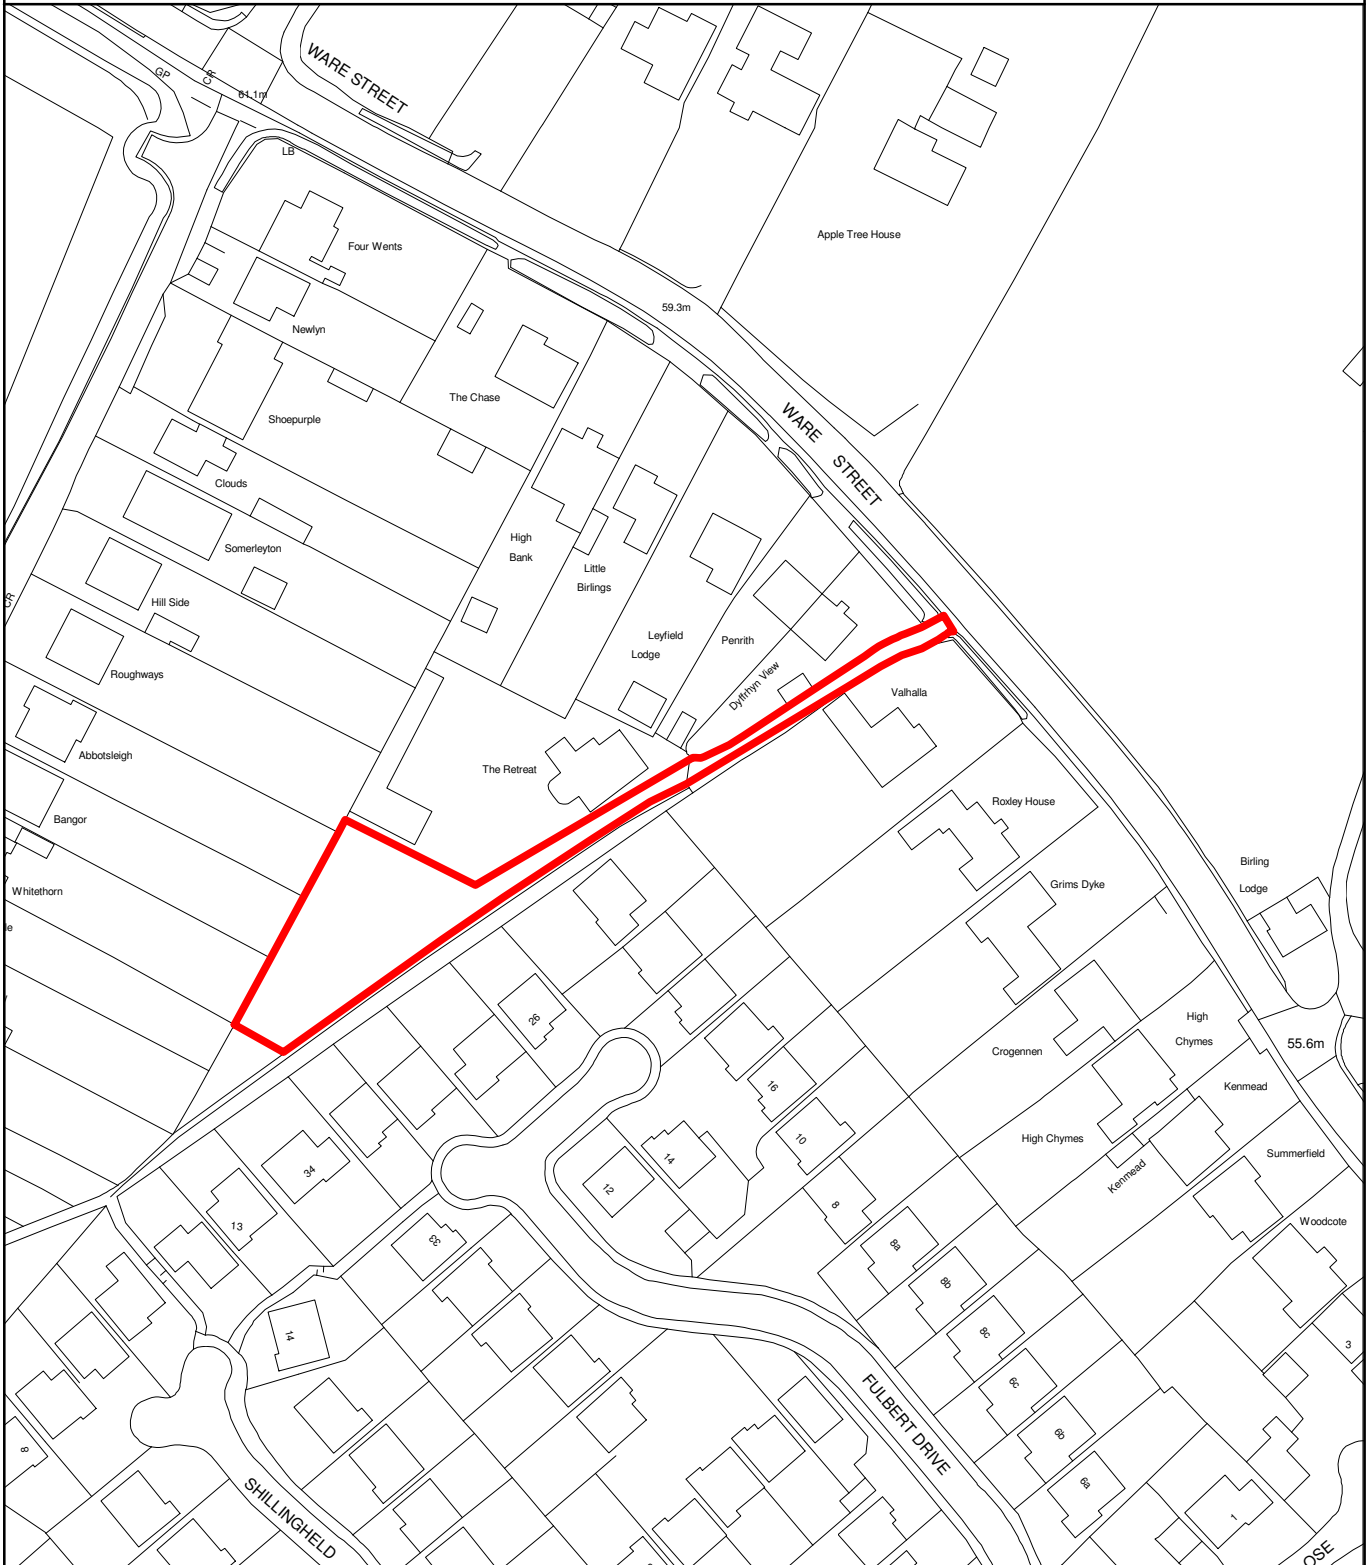 WARE STREET
GP
CR
61.1m
LB
Four Wents
Apple Tree House
59.3m
Newlyn
The Chase
Shoepurple
WARE
STREET
Clouds
High
Bank
Somerleyton
Little
Birlings
CR
Hill Side
Leyfield
Lodge
Penrith
Roughways
Dyffrhyn View
Valhalla
Abbotsleigh
The Retreat
Roxley House
Bangor
Birling
Lodge
Grims Dyke
Whitethorn
le
26
High
Chymes
55.6m
Crogennen
16
Kenmead
10
High Chymes
14
Summerfield
34
Kenmead
12
8
Woodcote
13
33
8a
8b
14
8c
3
6c
FULBERT DRIVE
6b
8
6a
SHILLINGHELD
1
OSE